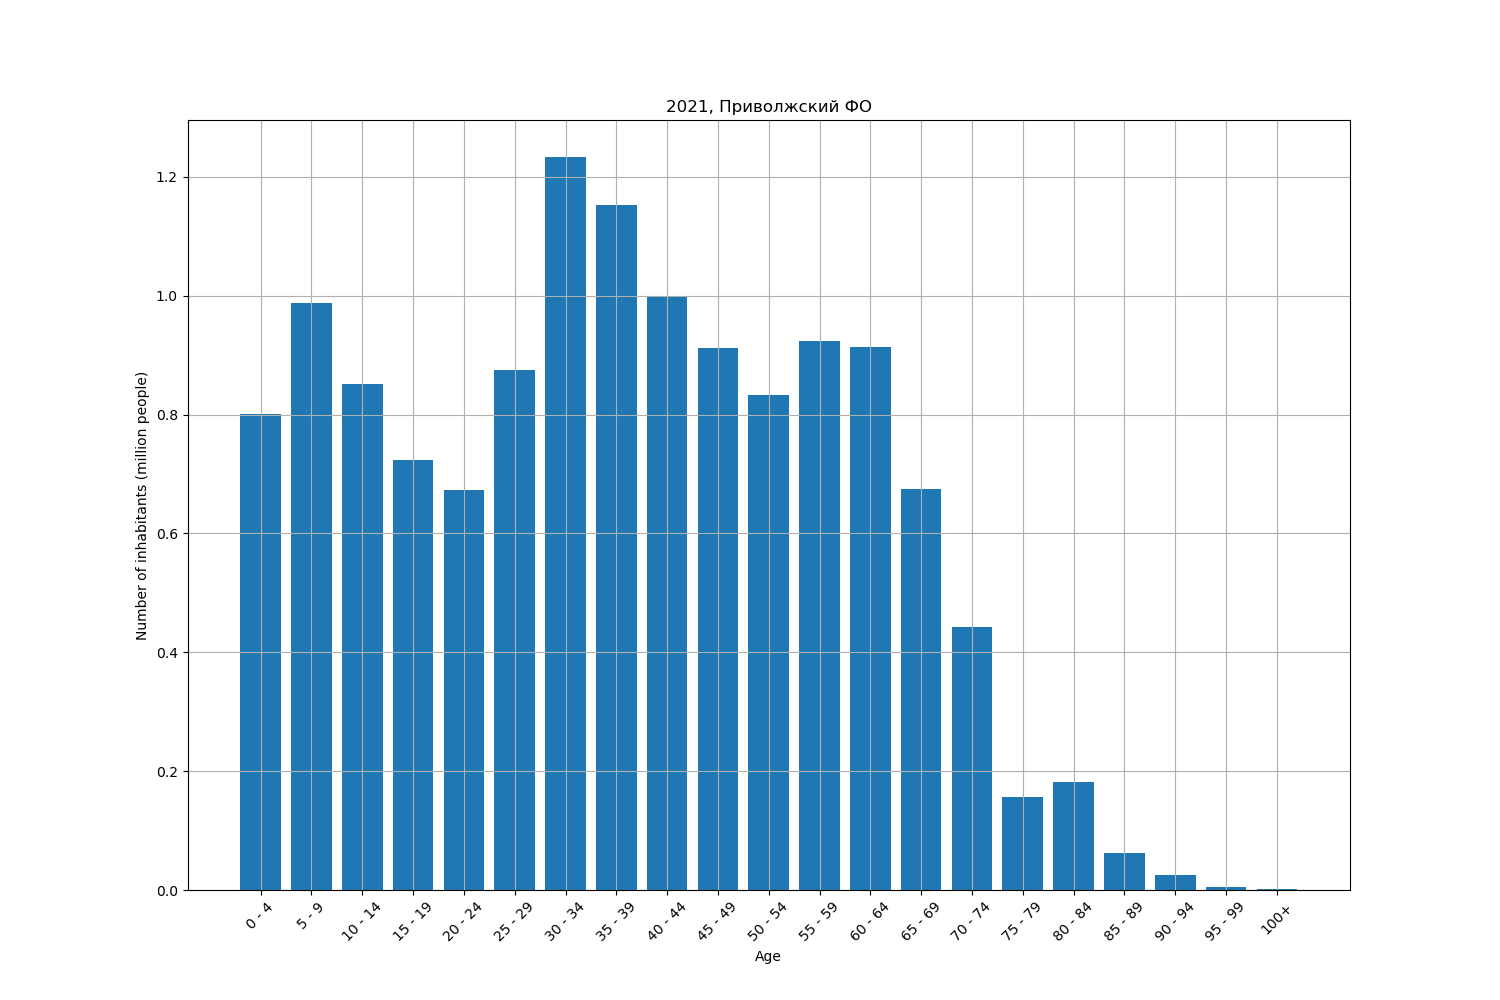 2021, Приволжский ФО
Number of inhabitants (million people)
1.2
1.0
0.8
0.6
0.4
0.2
0.0
0 - 4
5 - 9
10 - 14
15 - 19
20 - 24
25 - 29
30 - 34
35 - 39
40 - 44
45 - 49
50 - 54
55 - 59
60 - 64
65 - 69
70 - 74
75 - 79
80 - 84
85 - 89
90 - 94
95 - 99
100+
Age